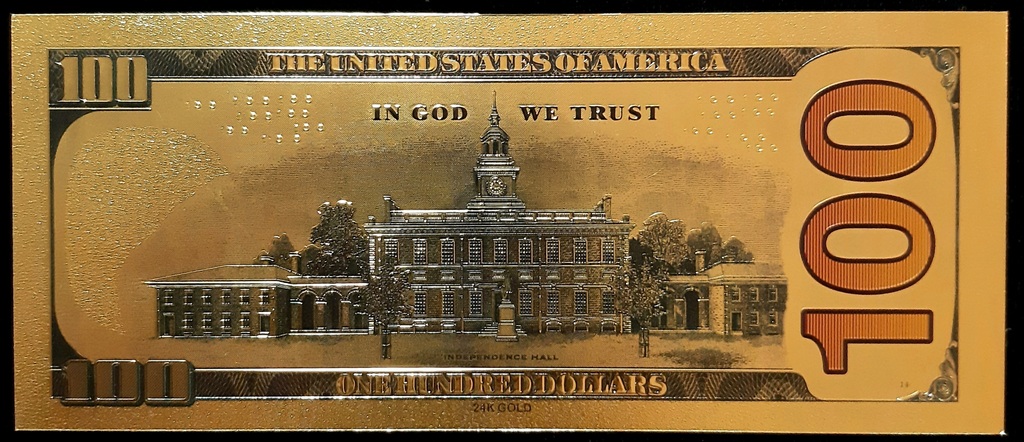 THE UNITED STATES OF AMERICA
100
IN GOD WE TRUST
100
INDEPENDENCE HALL
100
ONE HUNDRED DOLLARS
24K GOLD